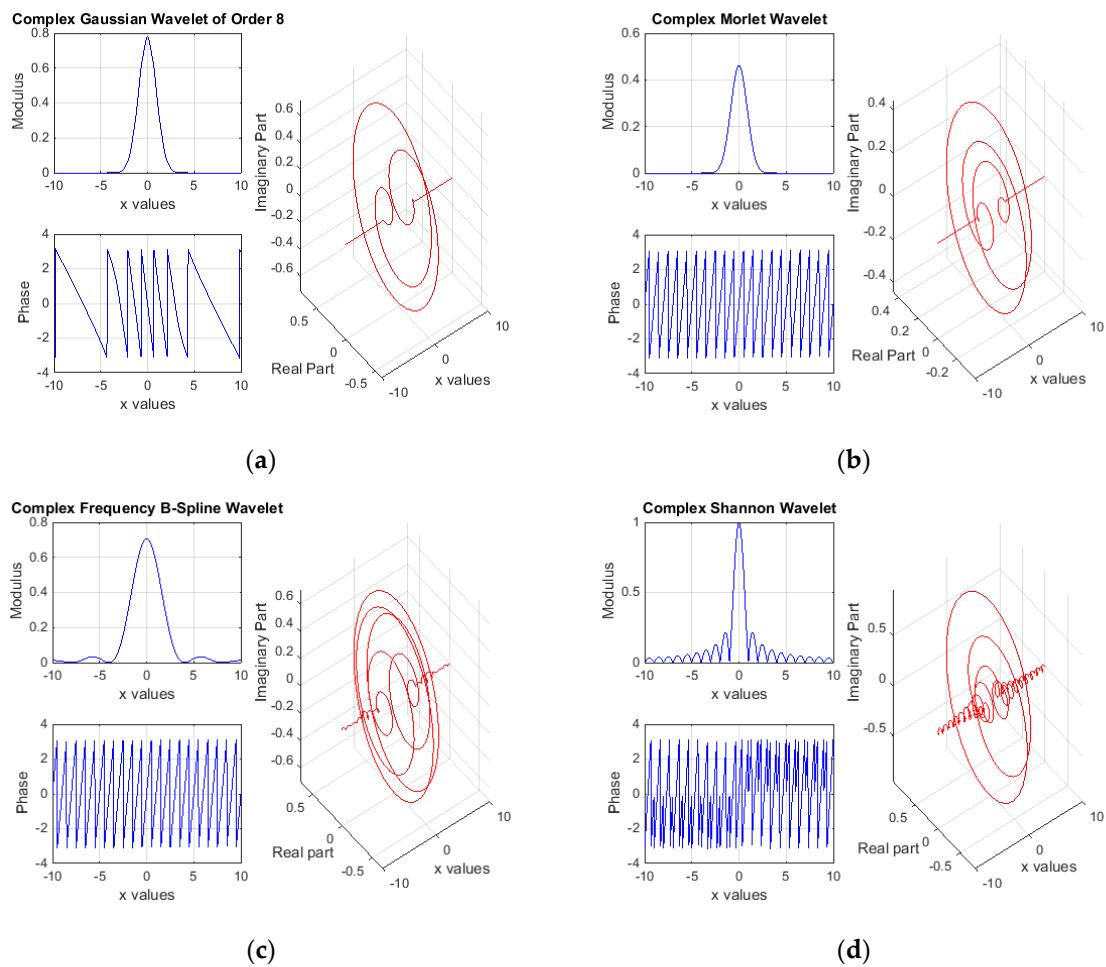 Complex Gaussian Wavelet of Order 8
0.8
0.6
0.4
0.2
0
Modulus
-10 -5 0 5 10
x values
4
2
0
-2
-4
Phase
-10 -5 0 5 10
x values
0.6
0.4
0.2
0
-0.2
-0.4
-0.6
Imaginary Part
0.5
0
-0.5
Real Part
-10
0
10
x values
(a)
Complex Morlet Wavelet
0.6
0.4
0.2
0
Modulus
-10 -5 0 5 10
x values
4
2
0
-2
-4
Phase
-10 -5 0 5 10
x values
0.4
0.2
0
-0.2
-0.4
Imaginary Part
0.4
0.2
0
-0.2
Real Part
-10
0
10
x values
(b)
Complex Frequency B-Spline Wavelet
0.8
0.6
0.4
0.2
0
Modulus
-10 -5 0 5 10
x values
4
2
0
-2
-4
Phase
-10 -5 0 5 10
x values
0.6
0.4
0.2
0
-0.2
-0.4
-0.6
Imaginary Part
0.5
0
-0.5
Real part
-10
0
10
x values
(c)
Complex Shannon Wavelet
1
0.5
0
Modulus
-10 -5 0 5 10
x values
4
2
0
-2
-4
Phase
-10 -5 0 5 10
x values
0.5
0
-0.5
Imaginary Part
0.5
0
-0.5
Real part
-10
0
10
x values
(d)